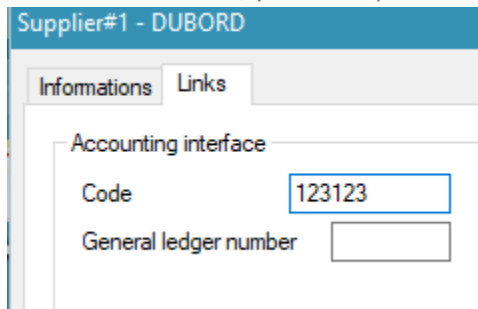 Supplier#1 - DUBORD
Informations Links
Accounting interface
Code 123123
General ledger number